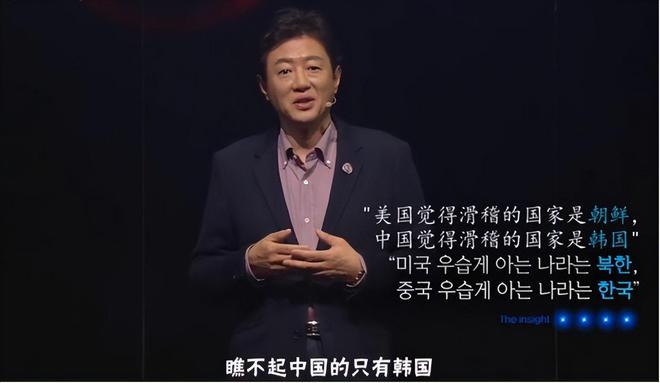 "美国觉得滑稽的国家是朝鲜,
中国觉得滑稽的国家是韩国"
“미국 우습게 아는 나라는 북한,
중국 우습게 아는 나라는 한국”
The insight
瞧不起中国的只有韩国